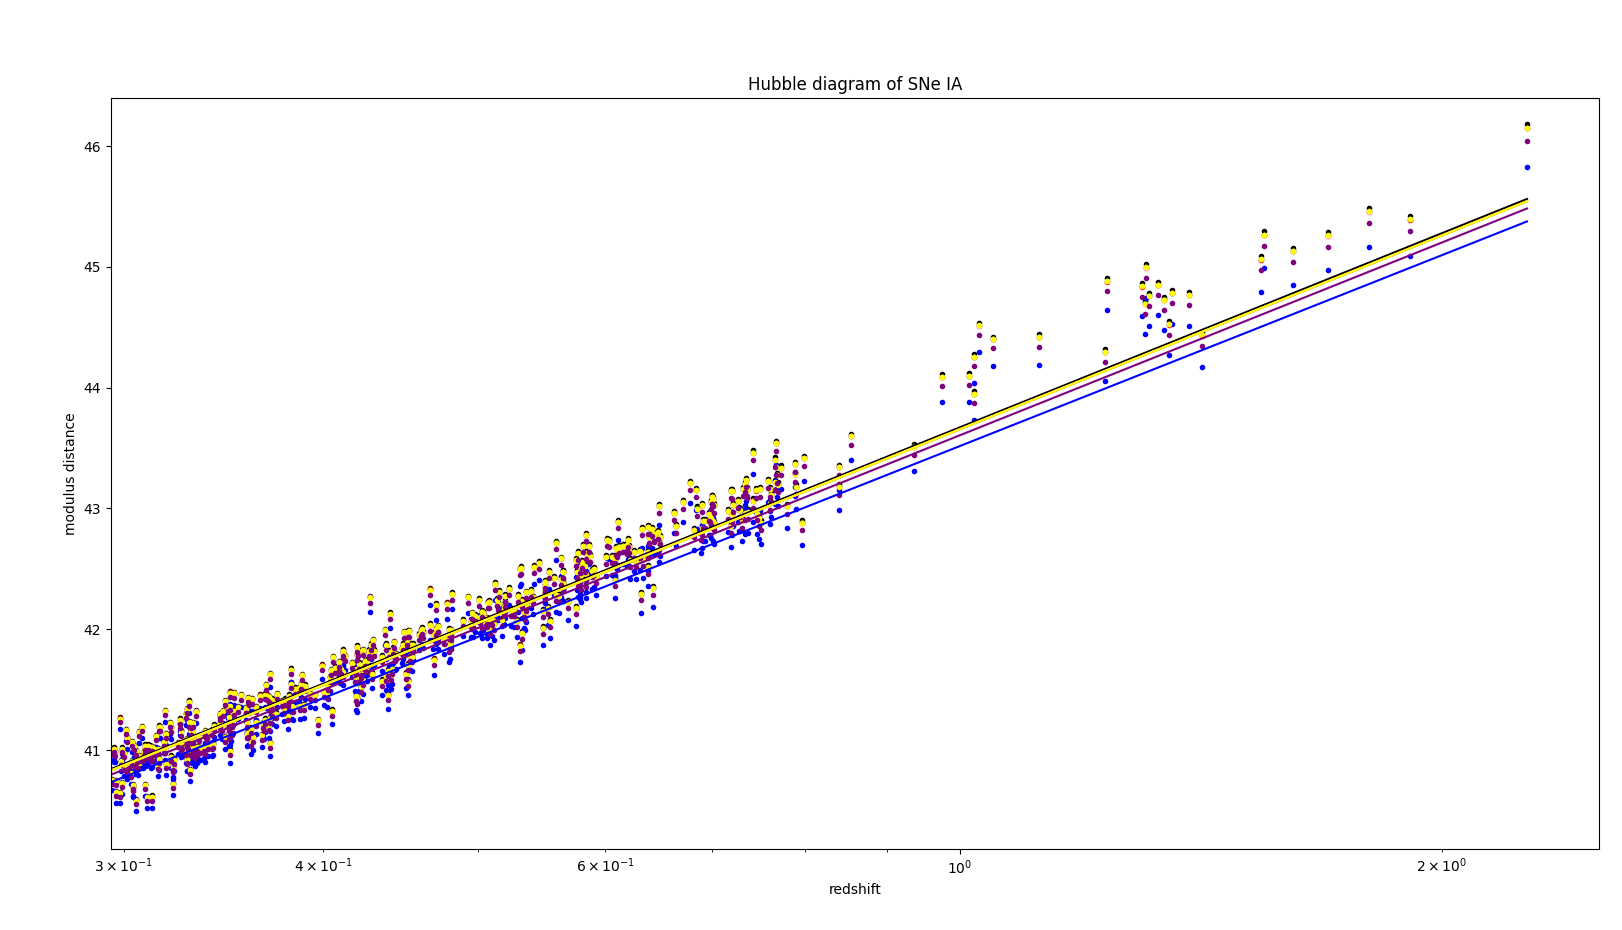 Hubble diagram of SNe IA
46
45
44
43
42
41
modulus distance
3 × 10⁻¹ 4 × 10⁻¹ 6 × 10⁻¹ 10⁰ 2 × 10⁰
redshift